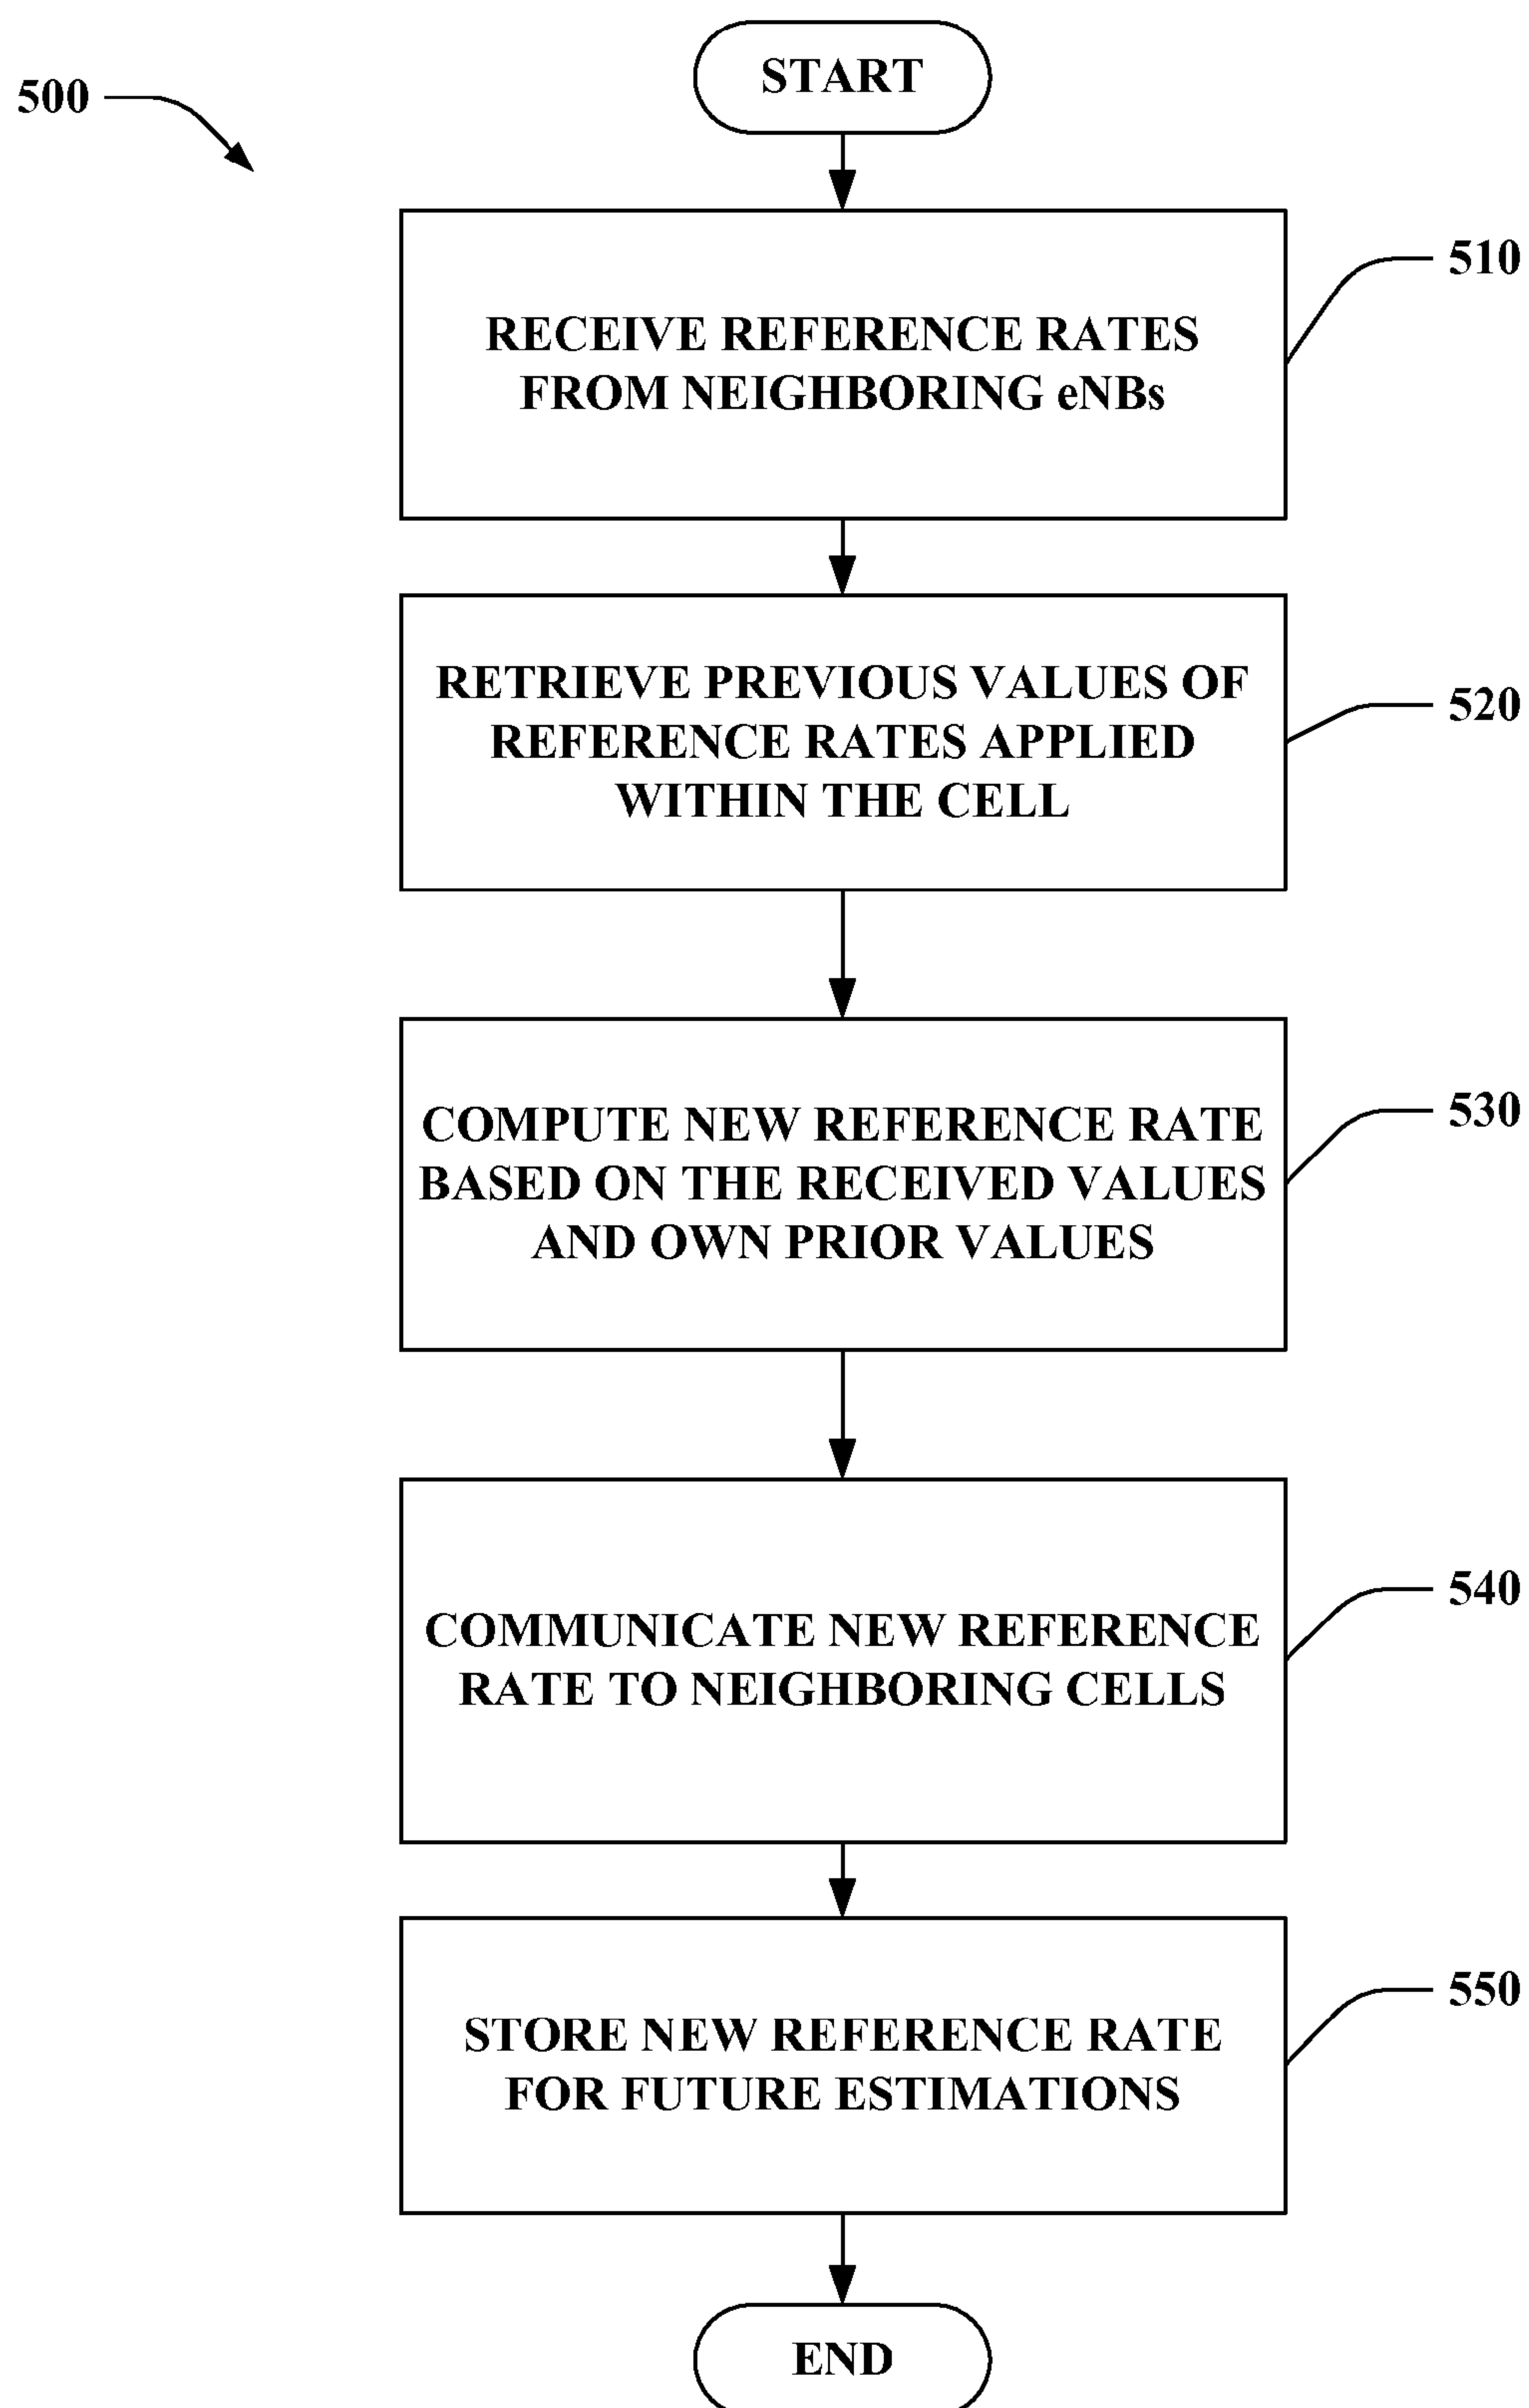 START
500
510
RECEIVE REFERENCE RATES
FROM NEIGHBORING eNBs
520
RETRIEVE PREVIOUS VALUES OF
REFERENCE RATES APPLIED
WITHIN THE CELL
530
COMPUTE NEW REFERENCE RATE
BASED ON THE RECEIVED VALUES
AND OWN PRIOR VALUES
540
COMMUNICATE NEW REFERENCE
RATE TO NEIGHBORING CELLS
550
STORE NEW REFERENCE RATE
FOR FUTURE ESTIMATIONS
END